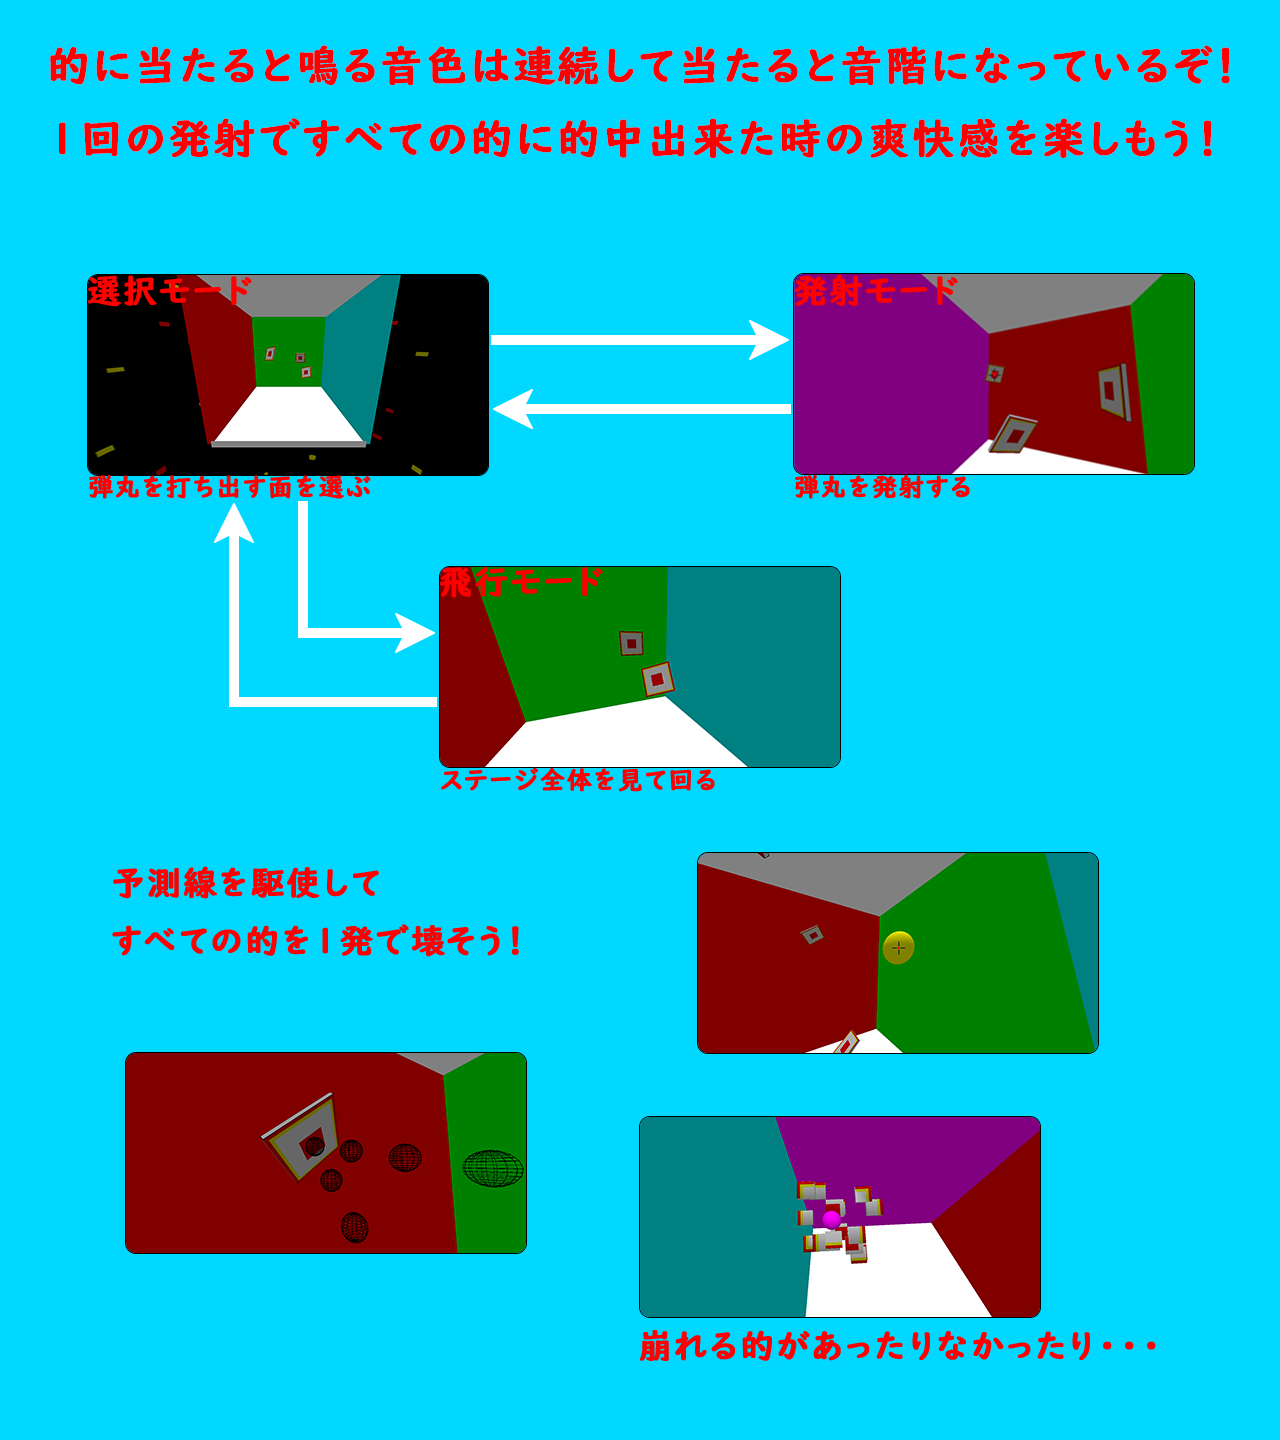 的に当たると鳴る音色は連続して当たると音階になっているぞ！
1回の発射ですべての的に的中出来た時の爽快感を楽しもう！
選択モード
発射モード
弾丸を打ち出す面を選ぶ
弾丸を発射する
飛行モード
ステージ全体を見て回る
予測線を駆使して
すべての的を1発で壊そう！
崩れる的があったりなかったり・・・